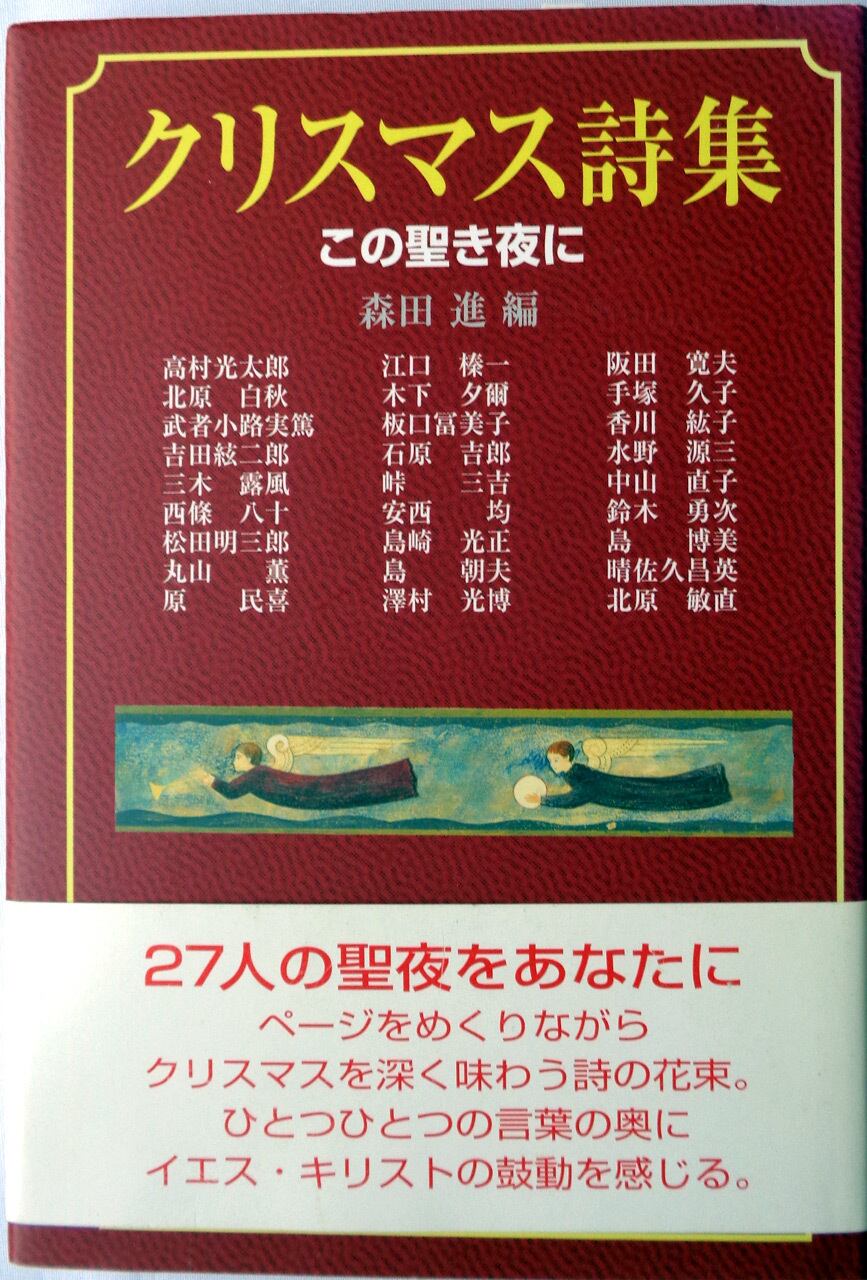 クリスマス詩集
この聖き夜に
森田 進 編
高村光太郎
北原 白秋
武者小路実篤
吉田絃二郎
三木 露風
西條 八十
松田明三郎
丸山 薫
原 民喜
江口 榛一
木下 夕爾
板口冨美子
石原 吉郎
峠 三吉
安西 均
島崎 光正
島 朝夫
澤村 光博
阪田 寛夫
手塚 久子
香川 紘子
水野 源三
中山 直子
鈴木 勇次
島 博美
晴佐久昌英
北原 敏直
27人の聖夜をあなたに
ページをめくりながら
クリスマスを深く味わう詩の花束。
ひとつひとつの言葉の奥に
イエス・キリストの鼓動を感じる。